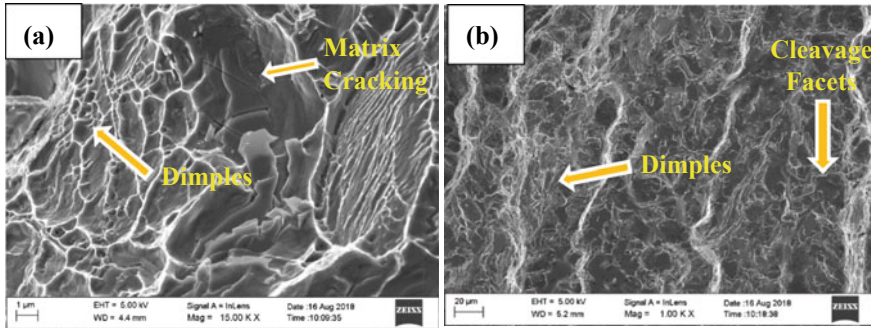 (a)
Matrix
Cracking
Dimples
1 µm
EHT = 5.00 kV
WD = 4.4 mm
Signal A = InLens
Mag = 15.00 K X
Date :16 Aug 2018
Time :10:09:35
ZEISS
(b)
Cleavage
Facets
Dimples
20 µm
EHT = 5.00 kV
WD = 5.2 mm
Signal A = InLens
Mag = 1.00 K X
Date :16 Aug 2018
Time :10:18:38
ZEISS